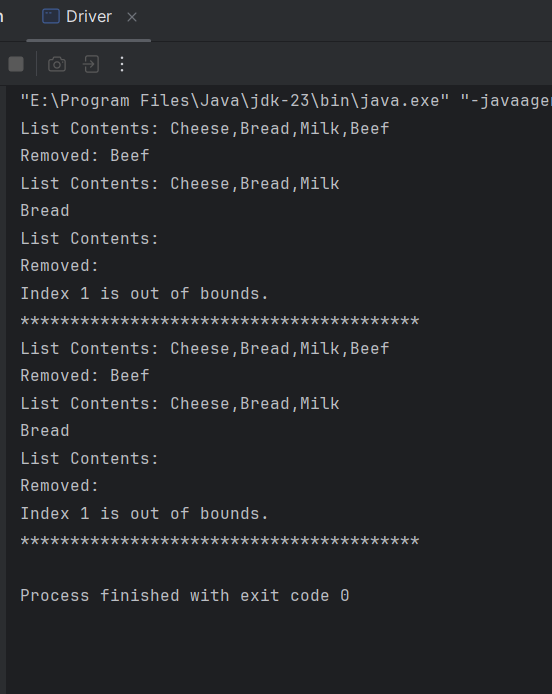 Driver
"E:\Program Files\Java\jdk-23\bin\java.exe" "-javaage
List Contents: Cheese,Bread,Milk,Beef
Removed: Beef
List Contents: Cheese,Bread,Milk
Bread
List Contents:
Removed:
Index 1 is out of bounds.
****************************************
List Contents: Cheese,Bread,Milk,Beef
Removed: Beef
List Contents: Cheese,Bread,Milk
Bread
List Contents:
Removed:
Index 1 is out of bounds.
****************************************
Process finished with exit code 0